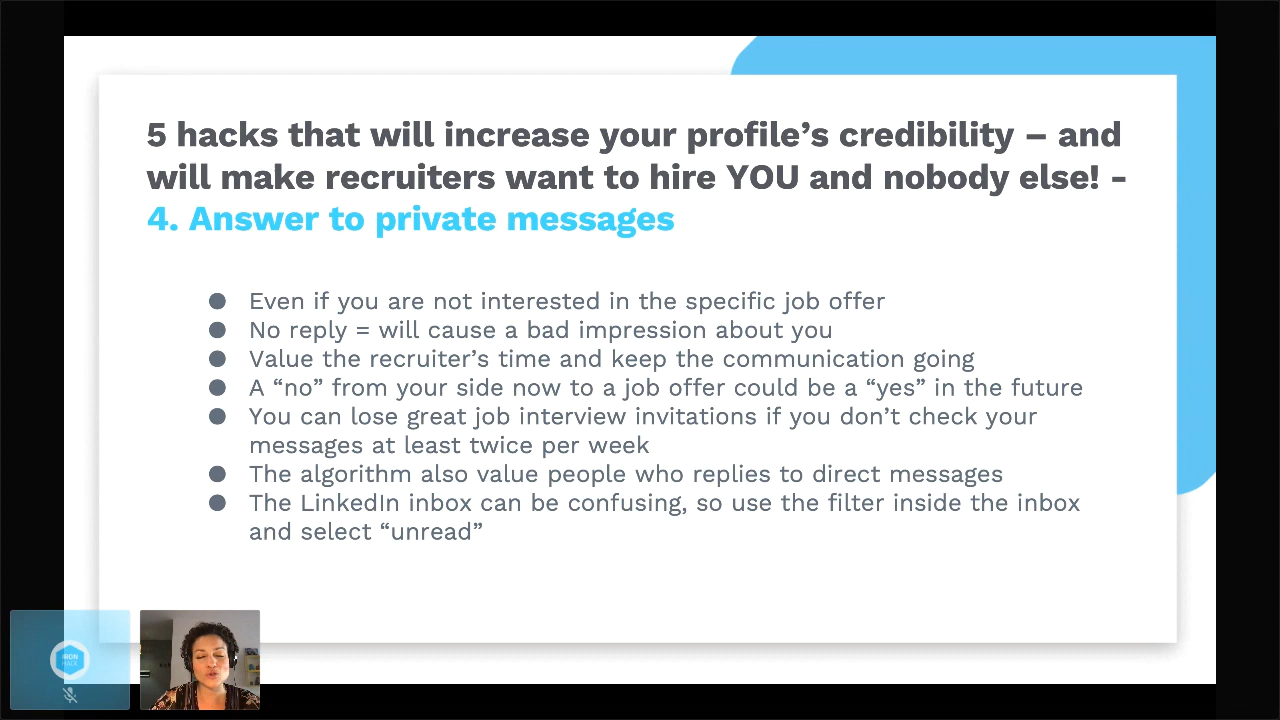 5 hacks that will increase your profile’s credibility – and
will make recruiters want to hire YOU and nobody else! -
4. Answer to private messages
● Even if you are not interested in the specific job offer
● No reply = will cause a bad impression about you
● Value the recruiter’s time and keep the communication going
● A “no” from your side now to a job offer could be a “yes” in the future
● You can lose great job interview invitations if you don’t check your
messages at least twice per week
● The algorithm also value people who replies to direct messages
● The LinkedIn inbox can be confusing, so use the filter inside the inbox
and select “unread”
IRON
HACK